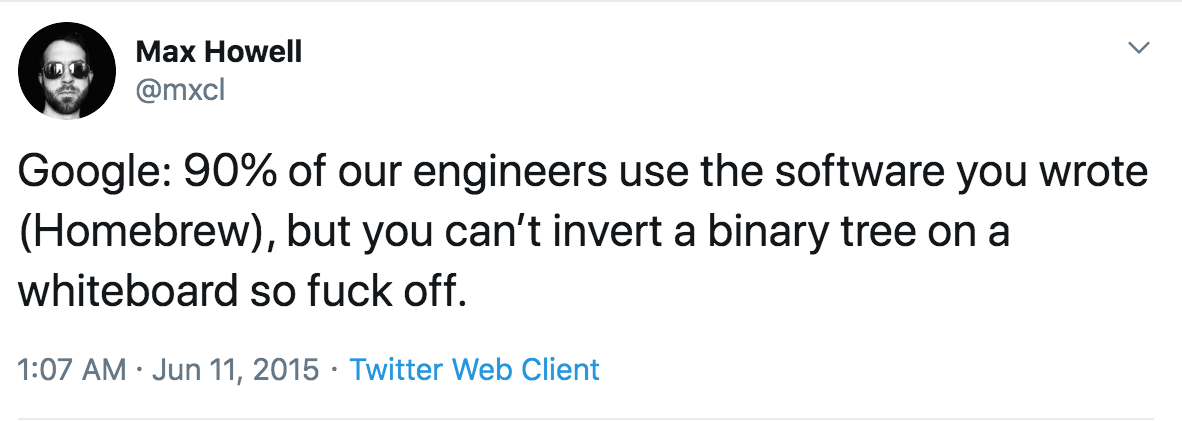 Max Howell
@mxcl
Google: 90% of our engineers use the software you wrote
(Homebrew), but you can’t invert a binary tree on a
whiteboard so fuck off.
1:07 AM · Jun 11, 2015 · Twitter Web Client